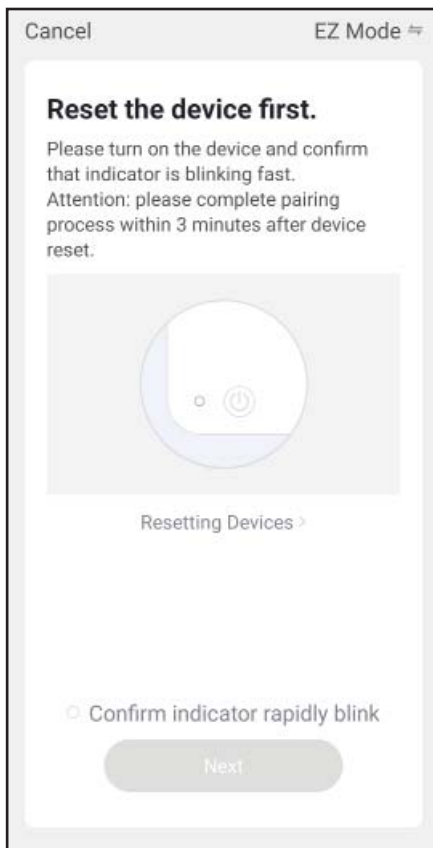 Cancel
EZ Mode ⇋
Reset the device first.
Please turn on the device and confirm
that indicator is blinking fast.
Attention: please complete pairing
process within 3 minutes after device
reset.
Resetting Devices >
Confirm indicator rapidly blink
Next